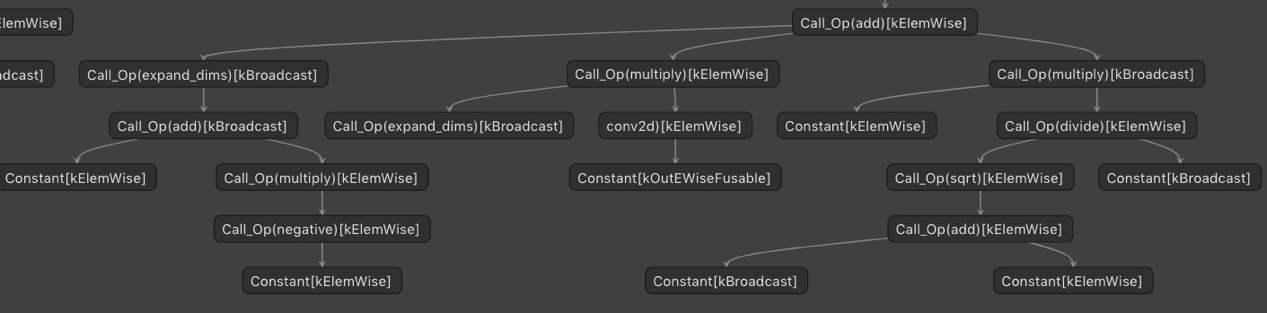 lemWise]
Call_Op(add)[kElemWise]
adcast]
Call_Op(expand_dims)[kBroadcast]
Call_Op(multiply)[kElemWise]
Call_Op(multiply)[kBroadcast]
Call_Op(add)[kBroadcast]
Call_Op(expand_dims)[kBroadcast]
conv2d)[kElemWise]
Constant[kElemWise]
Call_Op(divide)[kElemWise]
Constant[kElemWise]
Call_Op(multiply)[kElemWise]
Constant[kOutEWiseFusable]
Call_Op(sqrt)[kElemWise]
Constant[kBroadcast]
Call_Op(negative)[kElemWise]
Call_Op(add)[kElemWise]
Constant[kElemWise]
Constant[kBroadcast]
Constant[kElemWise]